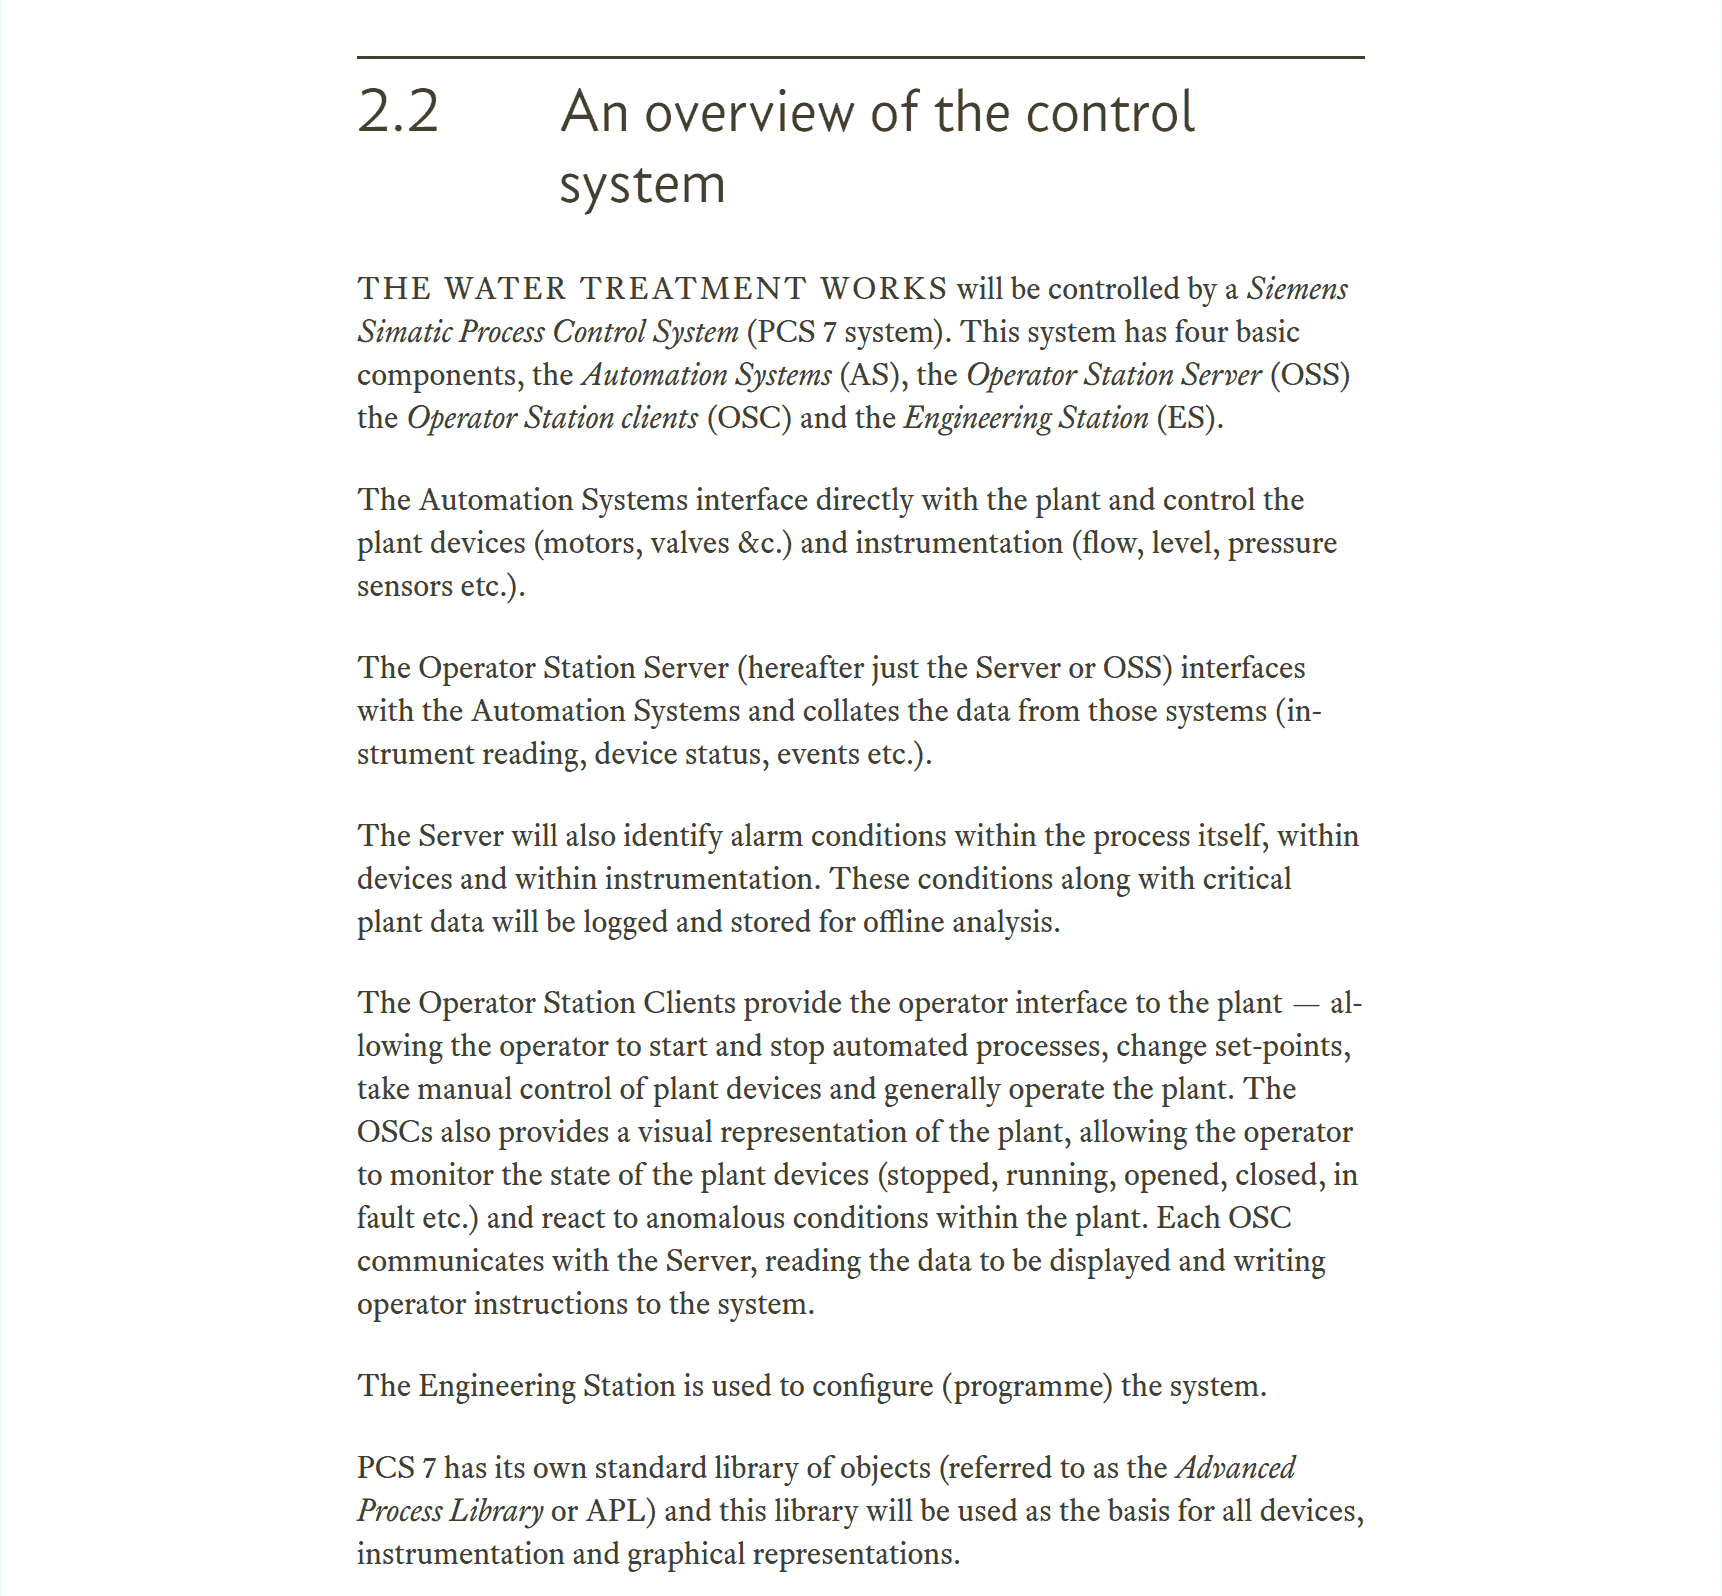 2.2 An overview of the control
system
THE WATER TREATMENT WORKS will be controlled by a Siemens
Simatic Process Control System (PCS 7 system). This system has four basic
components, the Automation Systems (AS), the Operator Station Server (OSS)
the Operator Station clients (OSC) and the Engineering Station (ES).
The Automation Systems interface directly with the plant and control the
plant devices (motors, valves &c.) and instrumentation (flow, level, pressure
sensors etc.).
The Operator Station Server (hereafter just the Server or OSS) interfaces
with the Automation Systems and collates the data from those systems (in-
strument reading, device status, events etc.).
The Server will also identify alarm conditions within the process itself, within
devices and within instrumentation. These conditions along with critical
plant data will be logged and stored for offline analysis.
The Operator Station Clients provide the operator interface to the plant — al-
lowing the operator to start and stop automated processes, change set-points,
take manual control of plant devices and generally operate the plant. The
OSCs also provides a visual representation of the plant, allowing the operator
to monitor the state of the plant devices (stopped, running, opened, closed, in
fault etc.) and react to anomalous conditions within the plant. Each OSC
communicates with the Server, reading the data to be displayed and writing
operator instructions to the system.
The Engineering Station is used to configure (programme) the system.
PCS 7 has its own standard library of objects (referred to as the Advanced
Process Library or APL) and this library will be used as the basis for all devices,
instrumentation and graphical representations.